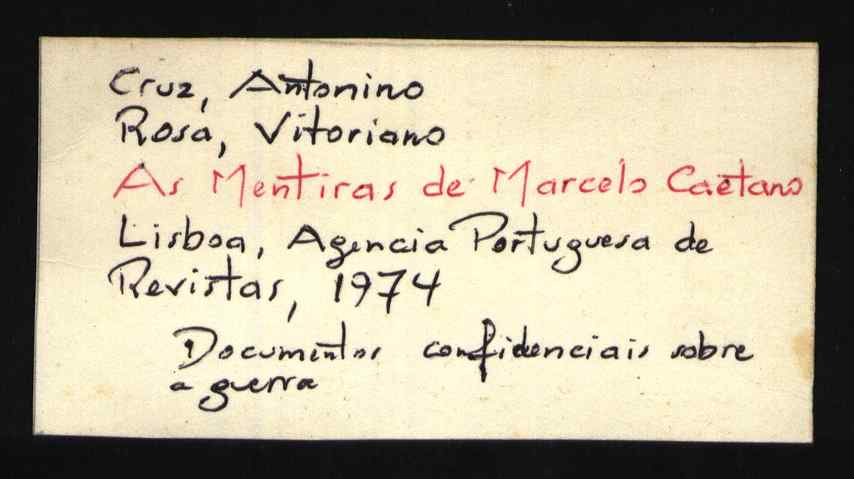 Cruz, Antonino
Rosa, Vitoriano
As Mentiras de Marcelo Caetano
Lisboa, Agencia Portuguesa de
Revistas, 1974
Documentos confidenciais sobre
a guerra